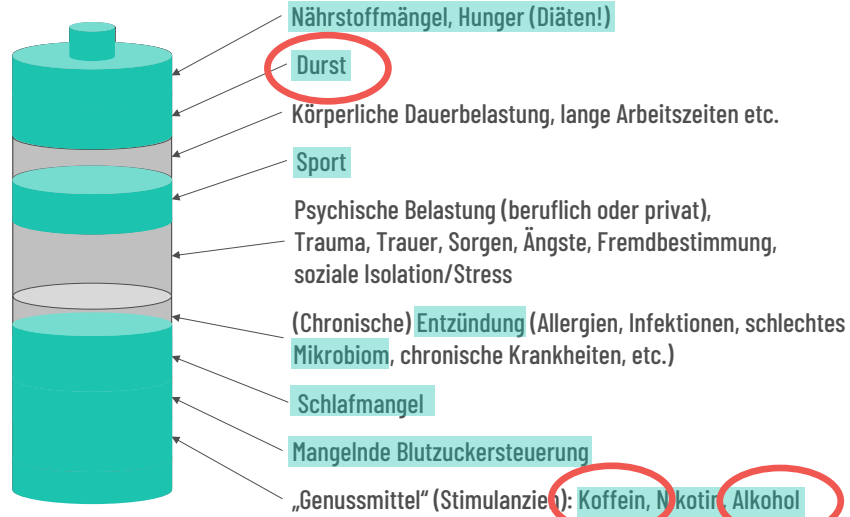 Nährstoffmängel, Hunger (Diäten!)
Durst
Körperliche Dauerbelastung, lange Arbeitszeiten etc.
Sport
Psychische Belastung (beruflich oder privat),
Trauma, Trauer, Sorgen, Ängste, Fremdbestimmung,
soziale Isolation/Stress
(Chronische) Entzündung (Allergien, Infektionen, schlechtes
Mikrobiom, chronische Krankheiten, etc.)
Schlafmangel
Mangelnde Blutzuckersteuerung
„Genussmittel“ (Stimulanzien): Koffein, Nikotin, Alkohol